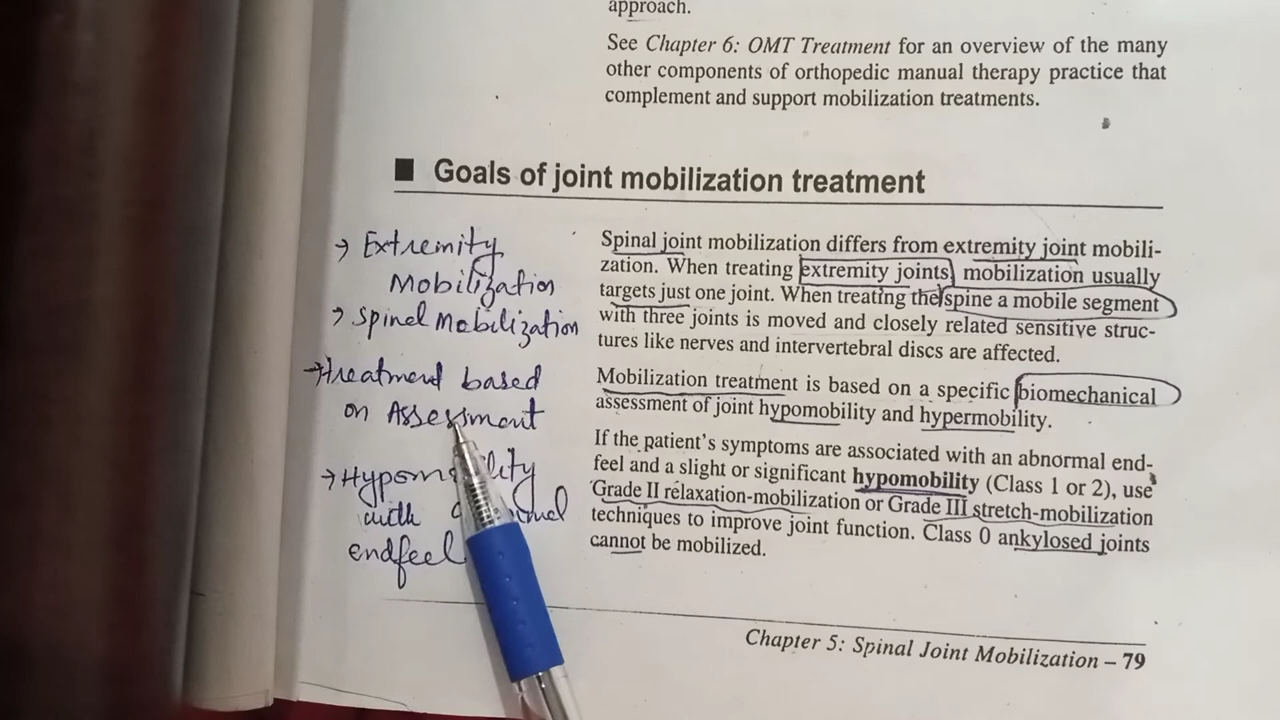 approach.
See Chapter 6: OMT Treatment for an overview of the many
other components of orthopedic manual therapy practice that
complement and support mobilization treatments.
Goals of joint mobilization treatment
→ Extremity
Mobilization
→ Spinel Mobilization
→ treatment based
on Assessment
→ Hypomobility
with
endfeel
Spinal joint mobilization differs from extremity joint mobili-
zation. When treating extremity joints, mobilization usually
targets just one joint. When treating the spine a mobile segment
with three joints is moved and closely related sensitive struc-
tures like nerves and intervertebral discs are affected.
Mobilization treatment is based on a specific biomechanical
assessment of joint hypomobility and hypermobility.
If the patient's symptoms are associated with an abnormal end-
feel and a slight or significant hypomobility (Class 1 or 2), use
Grade II relaxation-mobilization or Grade III stretch-mobilization
techniques to improve joint function. Class 0 ankylosed joints
cannot be mobilized.
Chapter 5: Spinal Joint Mobilization – 79